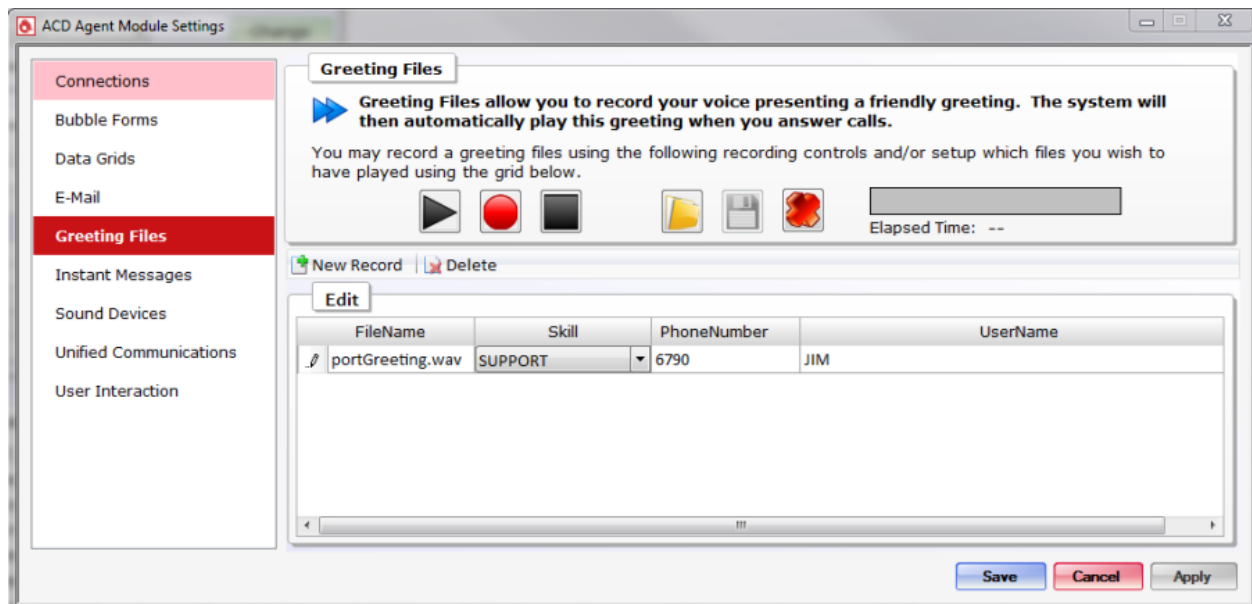 ACD Agent Module Settings
Change
Connections
Bubble Forms
Data Grids
E-Mail
Greeting Files
Instant Messages
Sound Devices
Unified Communications
User Interaction
Greeting Files
Greeting Files allow you to record your voice presenting a friendly greeting. The system will
then automatically play this greeting when you answer calls.
You may record a greeting files using the following recording controls and/or setup which files you wish to
have played using the grid below.
Elapsed Time: --
New Record Delete
Edit
FileName Skill PhoneNumber UserName
portGreeting.wav SUPPORT 6790 JIM
Save Cancel Apply